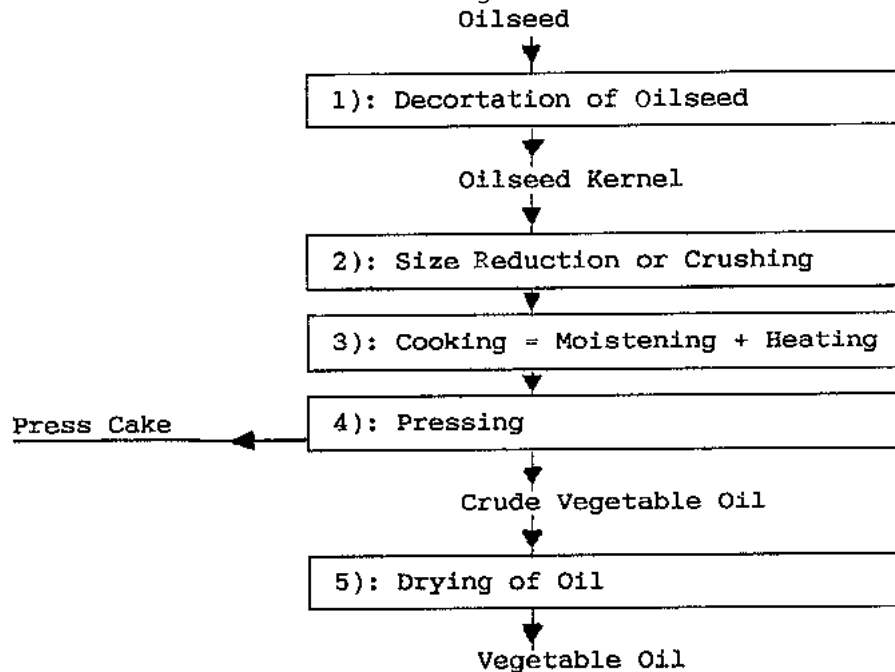 Oilseed
1): Decortation of Oilseed
Oilseed Kernel
2): Size Reduction or Crushing
3): Cooking = Moistening + Heating
Press Cake
4): Pressing
Crude Vegetable Oil
5): Drying of Oil
Vegetable Oil